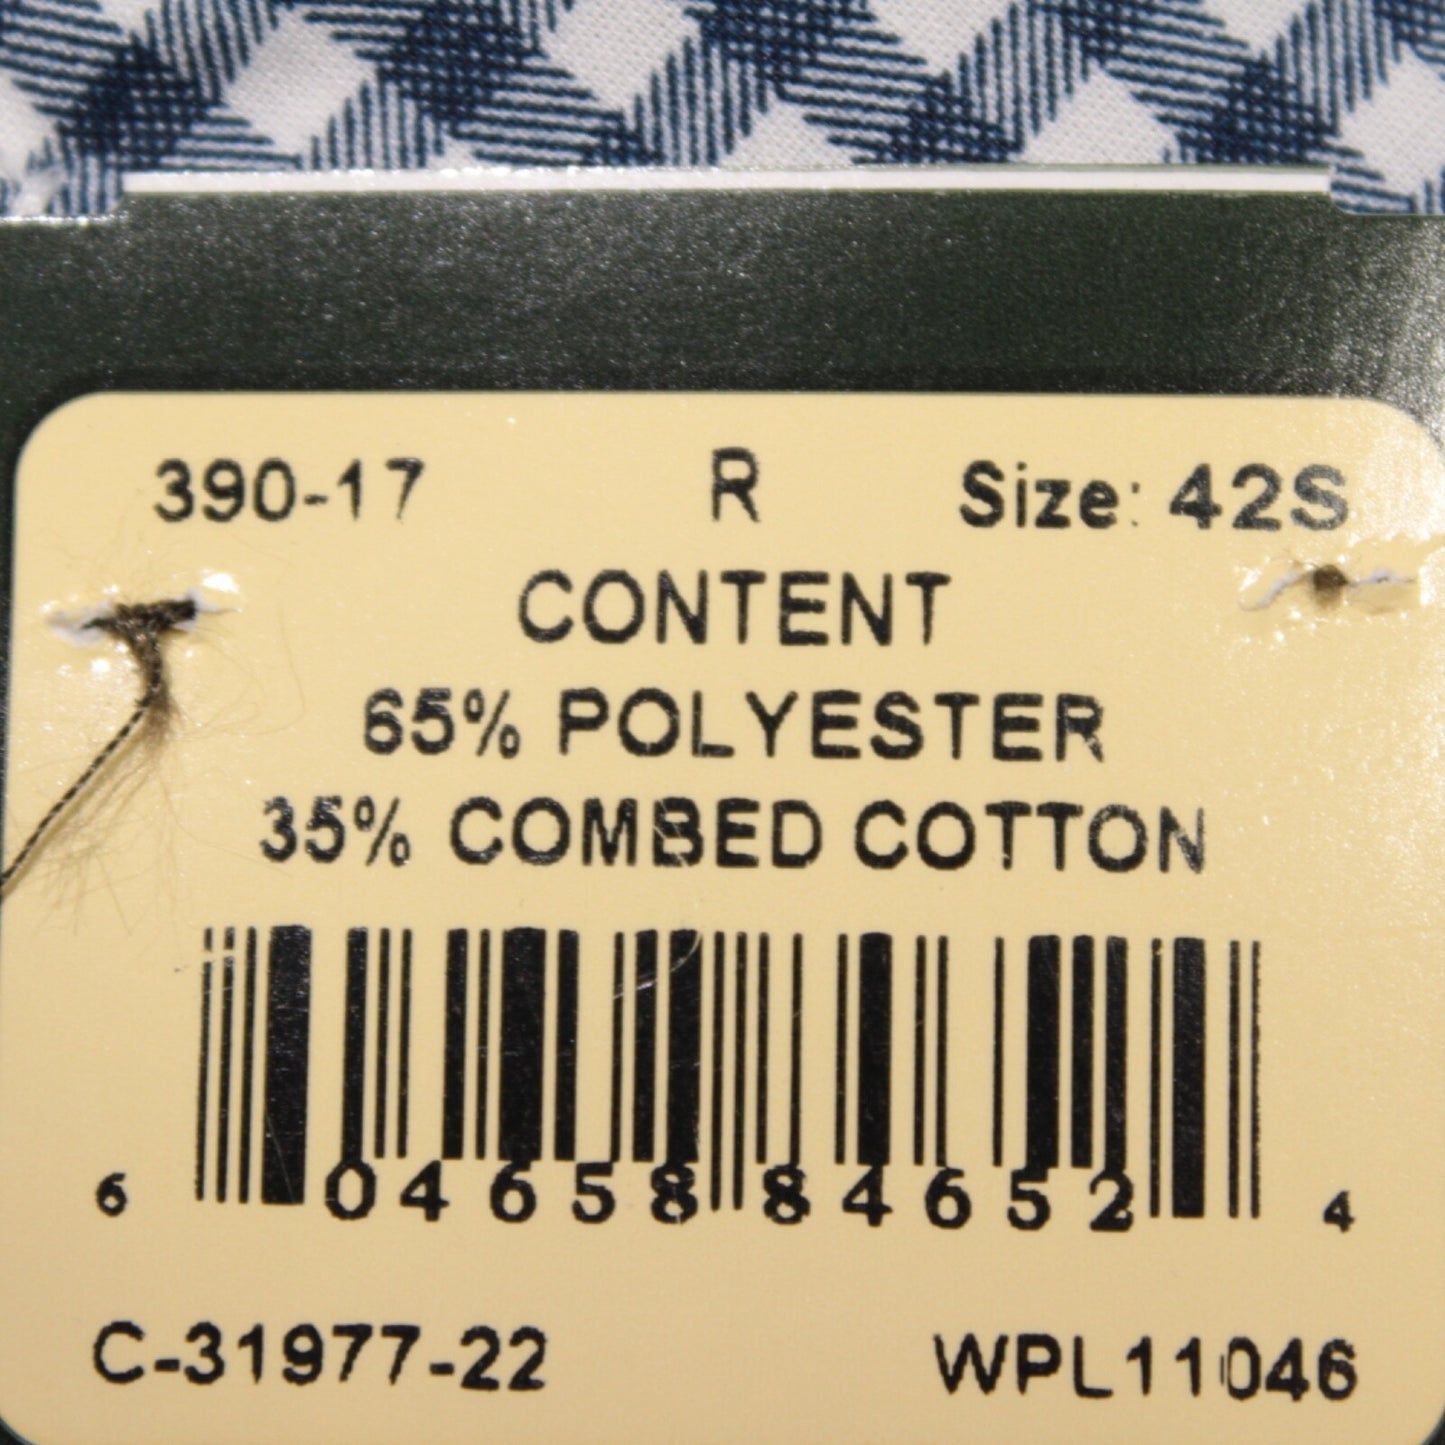 390-17 R Size: 42S
CONTENT
65% POLYESTER
35% COMBED COTTON
6 04658 84652 4
C-31977-22 WPL11046